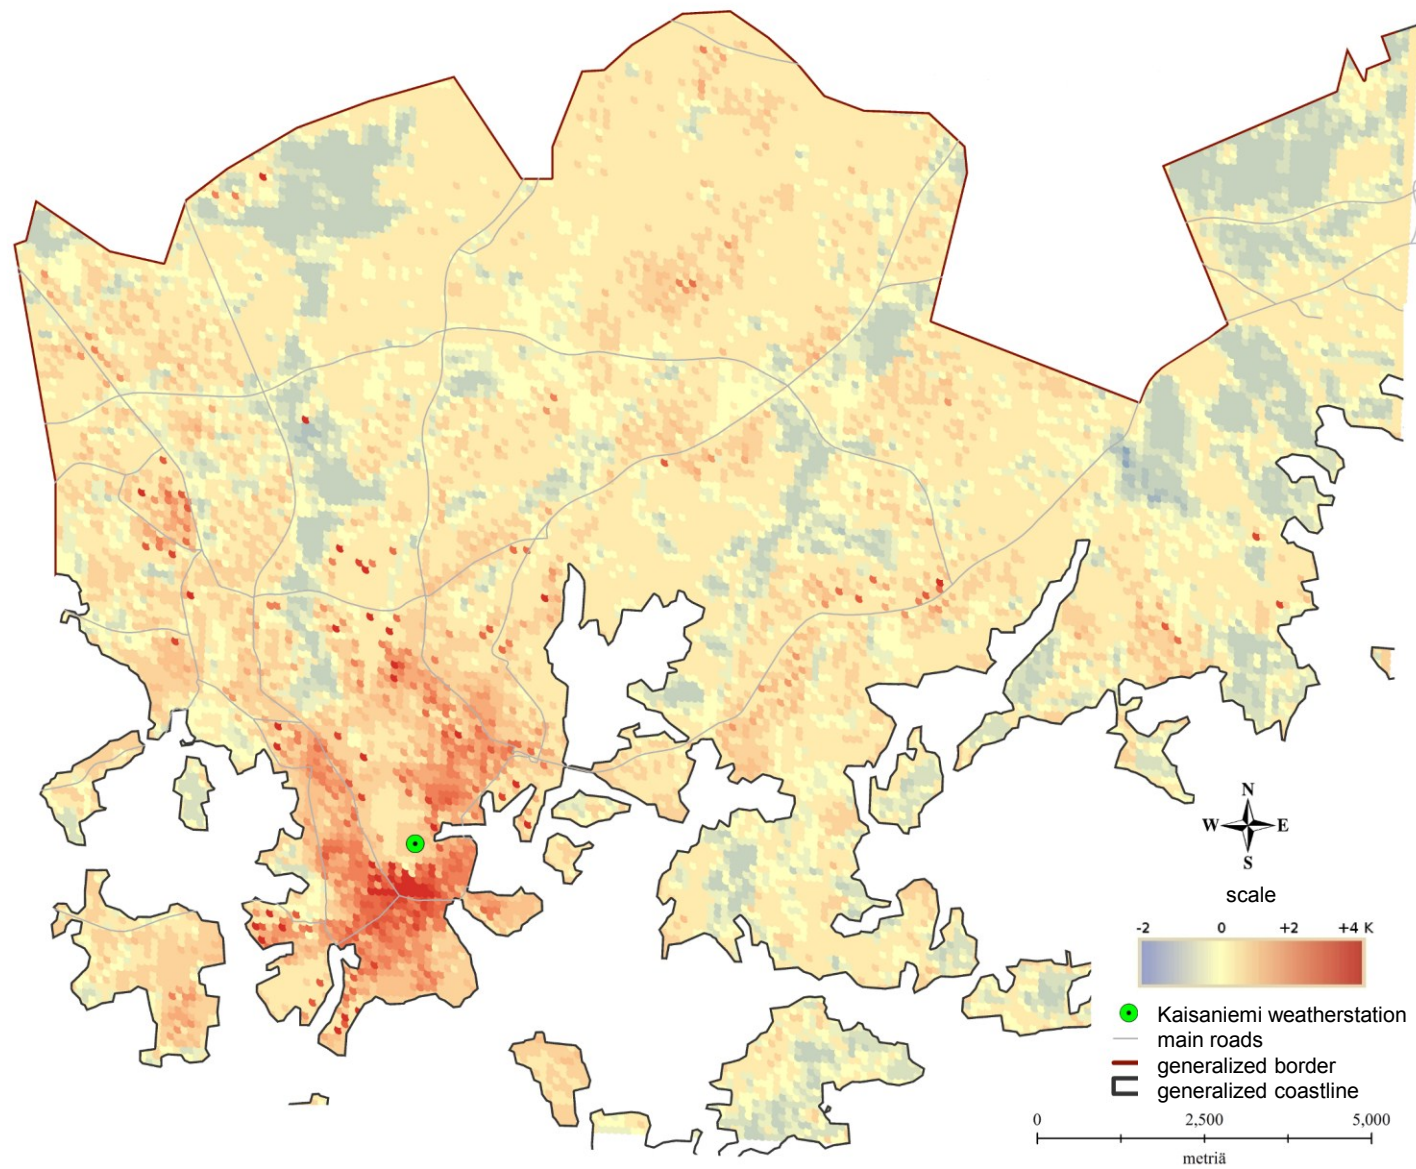 N
W E
S
scale
-2 0 +2 +4 K
Kaisaniemi weatherstation
main roads
generalized border
generalized coastline
0 2,500 5,000
metriä